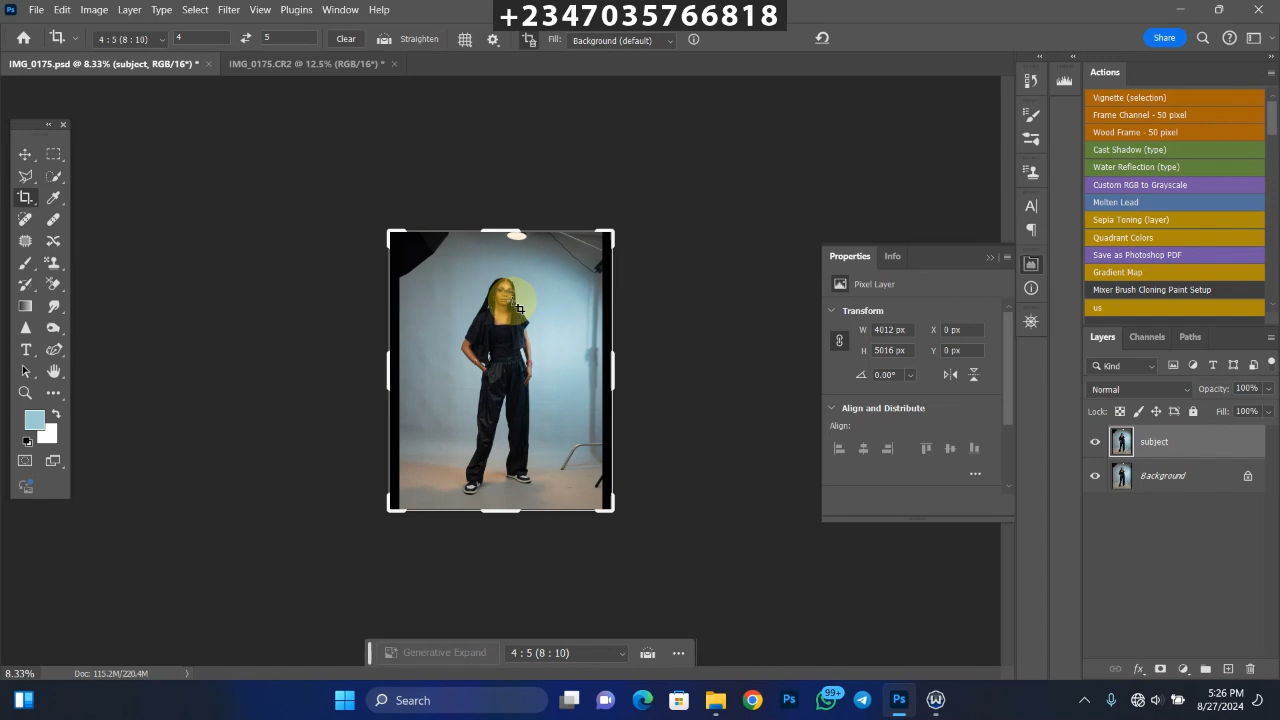 Ps File Edit Image Layer Type Select Filter View Plugins Window Help
+2347035766818
4 : 5 (8 : 10) 4 5 Clear Straighten Fill: Background (default) Share
IMG_0175.psd @ 8.33% (subject, RGB/16*) * IMG_0175.CR2 @ 12.5% (RGB/16*) *
Actions
Vignette (selection)
Frame Channel - 50 pixel
Wood Frame - 50 pixel
Cast Shadow (type)
Water Reflection (type)
Custom RGB to Grayscale
Molten Lead
Sepia Toning (layer)
Quadrant Colors
Save as Photoshop PDF
Gradient Map
Mixer Brush Cloning Paint Setup
us
Properties Info
Pixel Layer
Transform
W 4012 px X 0 px
H 5016 px Y 0 px
0.00°
Align and Distribute
Align:
Layers Channels Paths
Kind
Normal Opacity: 100%
Lock: Fill: 100%
subject
Background
Generative Expand 4 : 5 (8 : 10)
8.33% Doc: 115.2M/220.4M
Search Ps 99+ Ps
5:26 PM
8/27/2024